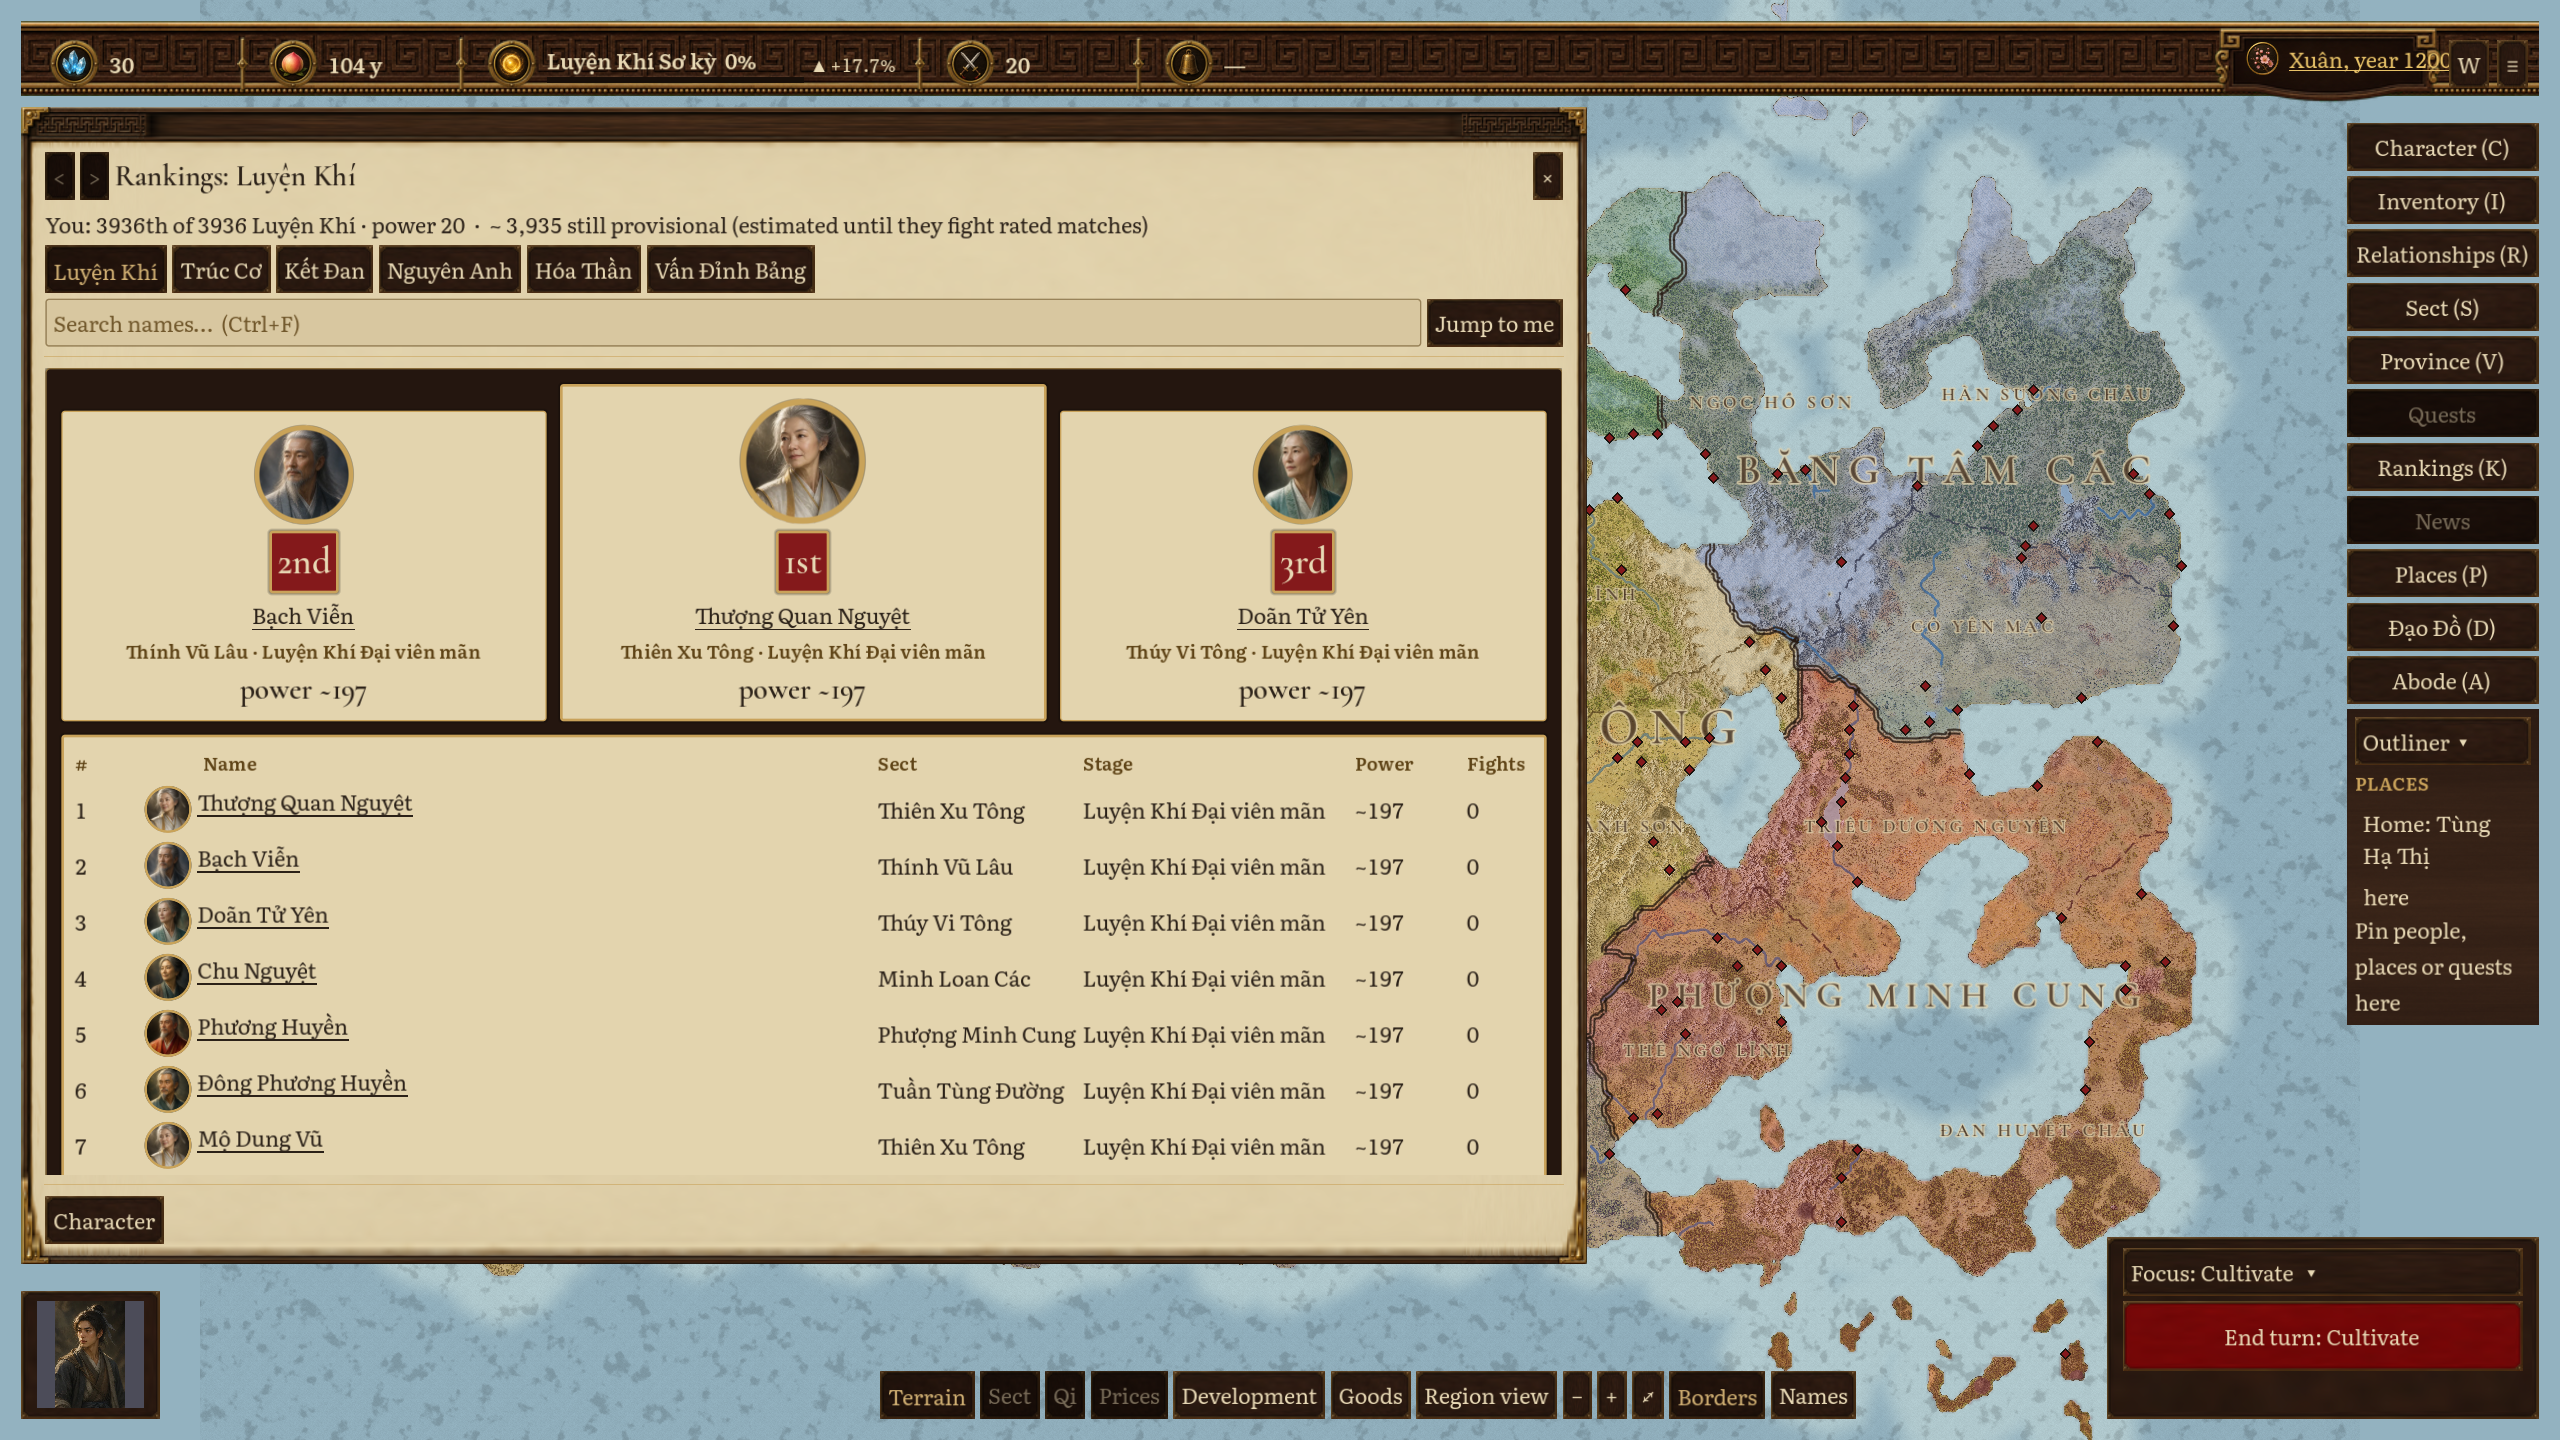 30
104 y
Luyện Khí Sơ kỳ 0%
▲+17.7%
20
—
Xuân, year 1200
W
≡
< > Rankings: Luyện Khí
×
You: 3936th of 3936 Luyện Khí · power 20 · ~ 3,935 still provisional (estimated until they fight rated matches)
Luyện Khí Trúc Cơ Kết Đan Nguyên Anh Hóa Thần Vấn Đỉnh Bảng
Search names... (Ctrl+F)
Jump to me
2nd
Bạch Viễn
Thính Vũ Lâu · Luyện Khí Đại viên mãn
power ~197
1st
Thượng Quan Nguyệt
Thiên Xu Tông · Luyện Khí Đại viên mãn
power ~197
3rd
Doãn Tử Yên
Thúy Vi Tông · Luyện Khí Đại viên mãn
power ~197
# Name Sect Stage Power Fights
1 Thượng Quan Nguyệt Thiên Xu Tông Luyện Khí Đại viên mãn ~197 0
2 Bạch Viễn Thính Vũ Lâu Luyện Khí Đại viên mãn ~197 0
3 Doãn Tử Yên Thúy Vi Tông Luyện Khí Đại viên mãn ~197 0
4 Chu Nguyệt Minh Loan Các Luyện Khí Đại viên mãn ~197 0
5 Phương Huyền Phượng Minh Cung Luyện Khí Đại viên mãn ~197 0
6 Đông Phương Huyền Tuần Tùng Đường Luyện Khí Đại viên mãn ~197 0
7 Mộ Dung Vũ Thiên Xu Tông Luyện Khí Đại viên mãn ~197 0
Character
NGỌC HỒ SƠN
HÀN SƯƠNG CHÂU
BĂNG TÂM CÁC
CÔ YÊN MẠC
ÔNG
TRIỀU DƯƠNG NGUYÊN
PHƯỢNG MINH CUNG
THÊ NGÔ LĨNH
ĐAN HUYỆT CHÂU
Character (C)
Inventory (I)
Relationships (R)
Sect (S)
Province (V)
Quests
Rankings (K)
News
Places (P)
Đạo Đồ (D)
Abode (A)
Outliner ▾
PLACES
Home: Tùng
Hạ Thị
here
Pin people,
places or quests
here
Focus: Cultivate ▾
End turn: Cultivate
Terrain Sect Qi Prices Development Goods Region view − + ⤢ Borders Names